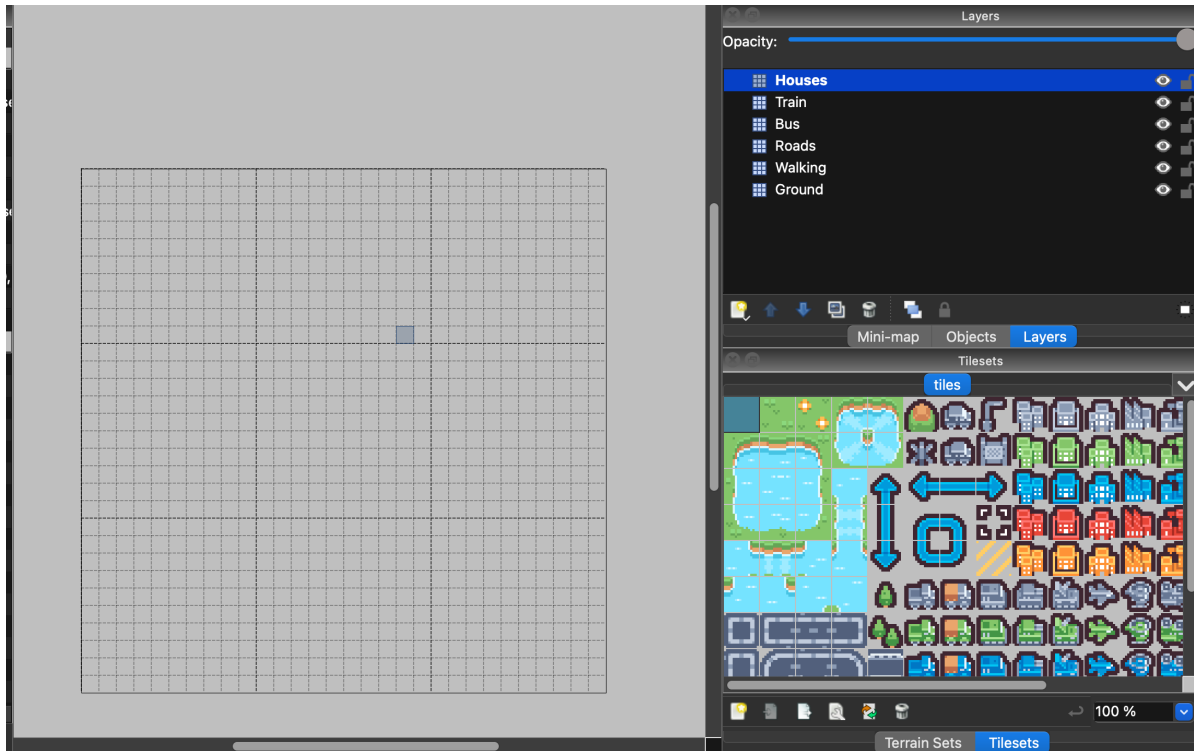 Layers
Opacity:
Houses
Train
Bus
Roads
Walking
Ground
Mini-map Objects Layers
Tilesets
tiles
100 %
Terrain Sets Tilesets